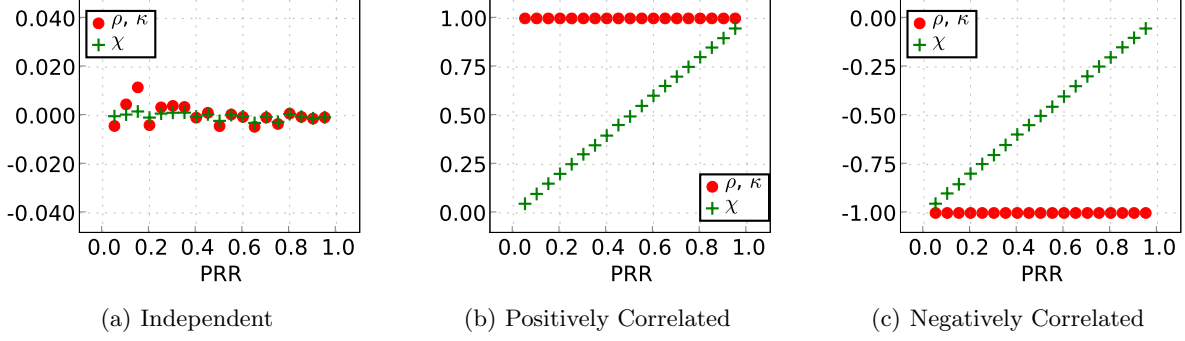 0.040
0.020
0.000
-0.020
-0.040
ρ, κ
χ
0.0 0.2 0.4 0.6 0.8 1.0
PRR
(a) Independent
1.00
0.75
0.50
0.25
0.00
ρ, κ
χ
0.0 0.2 0.4 0.6 0.8 1.0
PRR
(b) Positively Correlated
0.00
-0.25
-0.50
-0.75
-1.00
ρ, κ
χ
0.0 0.2 0.4 0.6 0.8 1.0
PRR
(c) Negatively Correlated